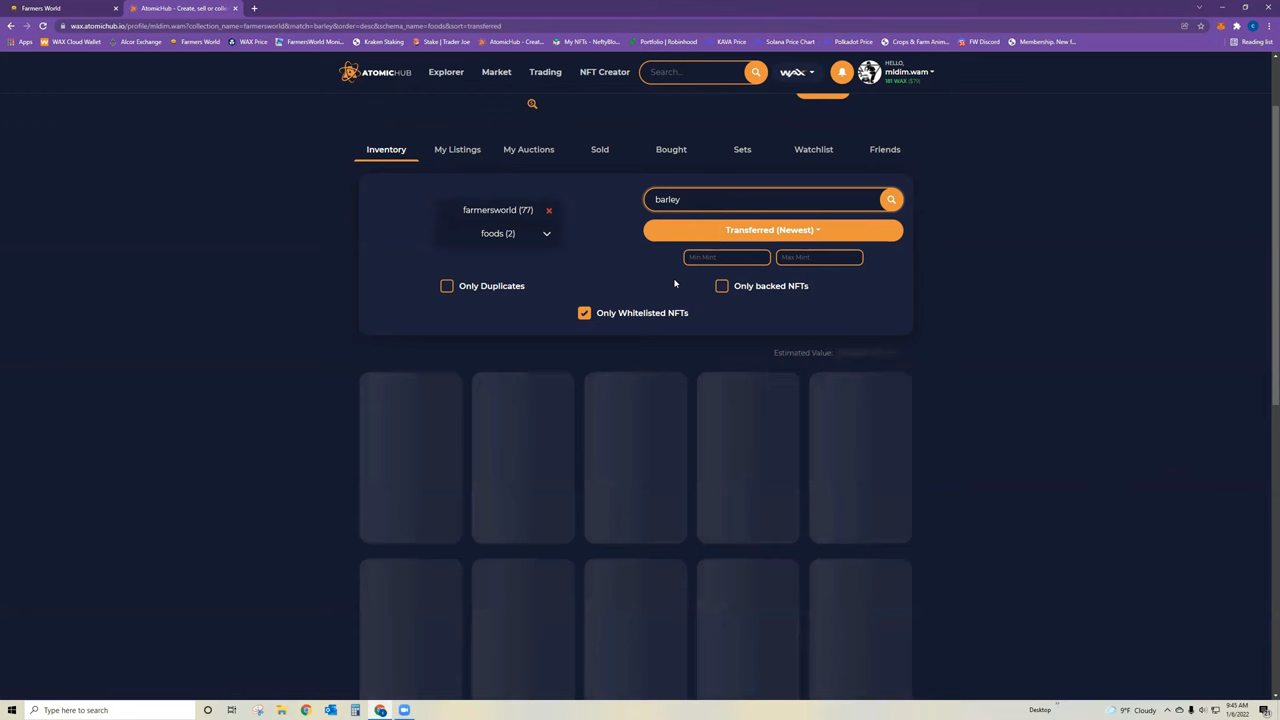 Farmers World
AtomicHub - Create, sell or coll
wax.atomichub.io/profile/mldim.wam?collection_name=farmersworld&match=barley&order=desc&schema_name=foods&sort=transferred
Apps
WAX Cloud Wallet
Alcor Exchange
Farmers World
WAX Price
FarmersWorld Moni...
Kraken Staking
Stake | Trader Joe
AtomicHub - Creat...
My NFTs - NeftyBlo...
Portfolio | Robinhood
KAVA Price
Solana Price Chart
Polkadot Price
Crops & Farm Anim...
FW Discord
Membership. New f...
Reading list
ATOMICHUB
Explorer
Market
Trading
NFT Creator
Search...
WAX
HELLO,
mldim.wam
181 WAX ($79)
Inventory
My Listings
My Auctions
Sold
Bought
Sets
Watchlist
Friends
farmersworld (77)
foods (2)
barley
Transferred (Newest)
Min Mint
Max Mint
Only Duplicates
Only backed NFTs
Only Whitelisted NFTs
Estimated Value:
Type here to search
Desktop
9°F Cloudy
9:45 AM
1/6/2022